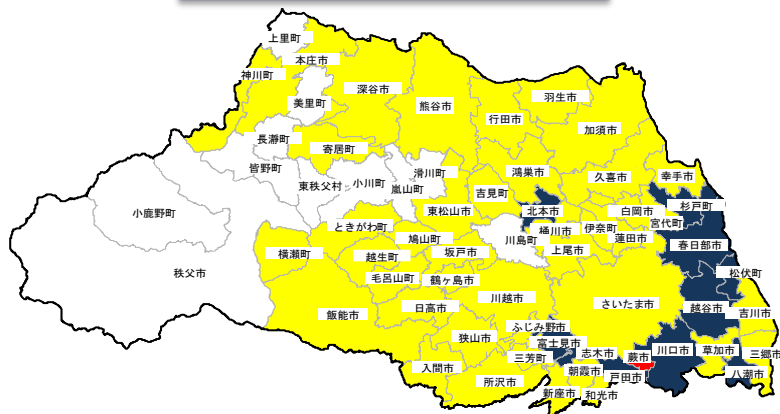 上里町
本庄市
神川町
深谷市
美里町
熊谷市
羽生市
行田市
加須市
長瀞町
寄居町
皆野町
滑川町
鴻巣市
久喜市
幸手市
東秩父村
小川町
嵐山町
吉見町
小鹿野町
東松山市
北本市
白岡市
杉戸町
宮代町
ときがわ町
桶川市
伊奈町
鳩山町
川島町
蓮田市
春日部市
横瀬町
越生町
坂戸市
上尾市
秩父市
毛呂山町
鶴ヶ島市
松伏町
川越市
さいたま市
飯能市
日高市
越谷市
吉川市
ふじみ野市
狭山市
富士見市
三芳町
志木市
蕨市
川口市
草加市
三郷市
入間市
所沢市
朝霞市
戸田市
八潮市
新座市
和光市